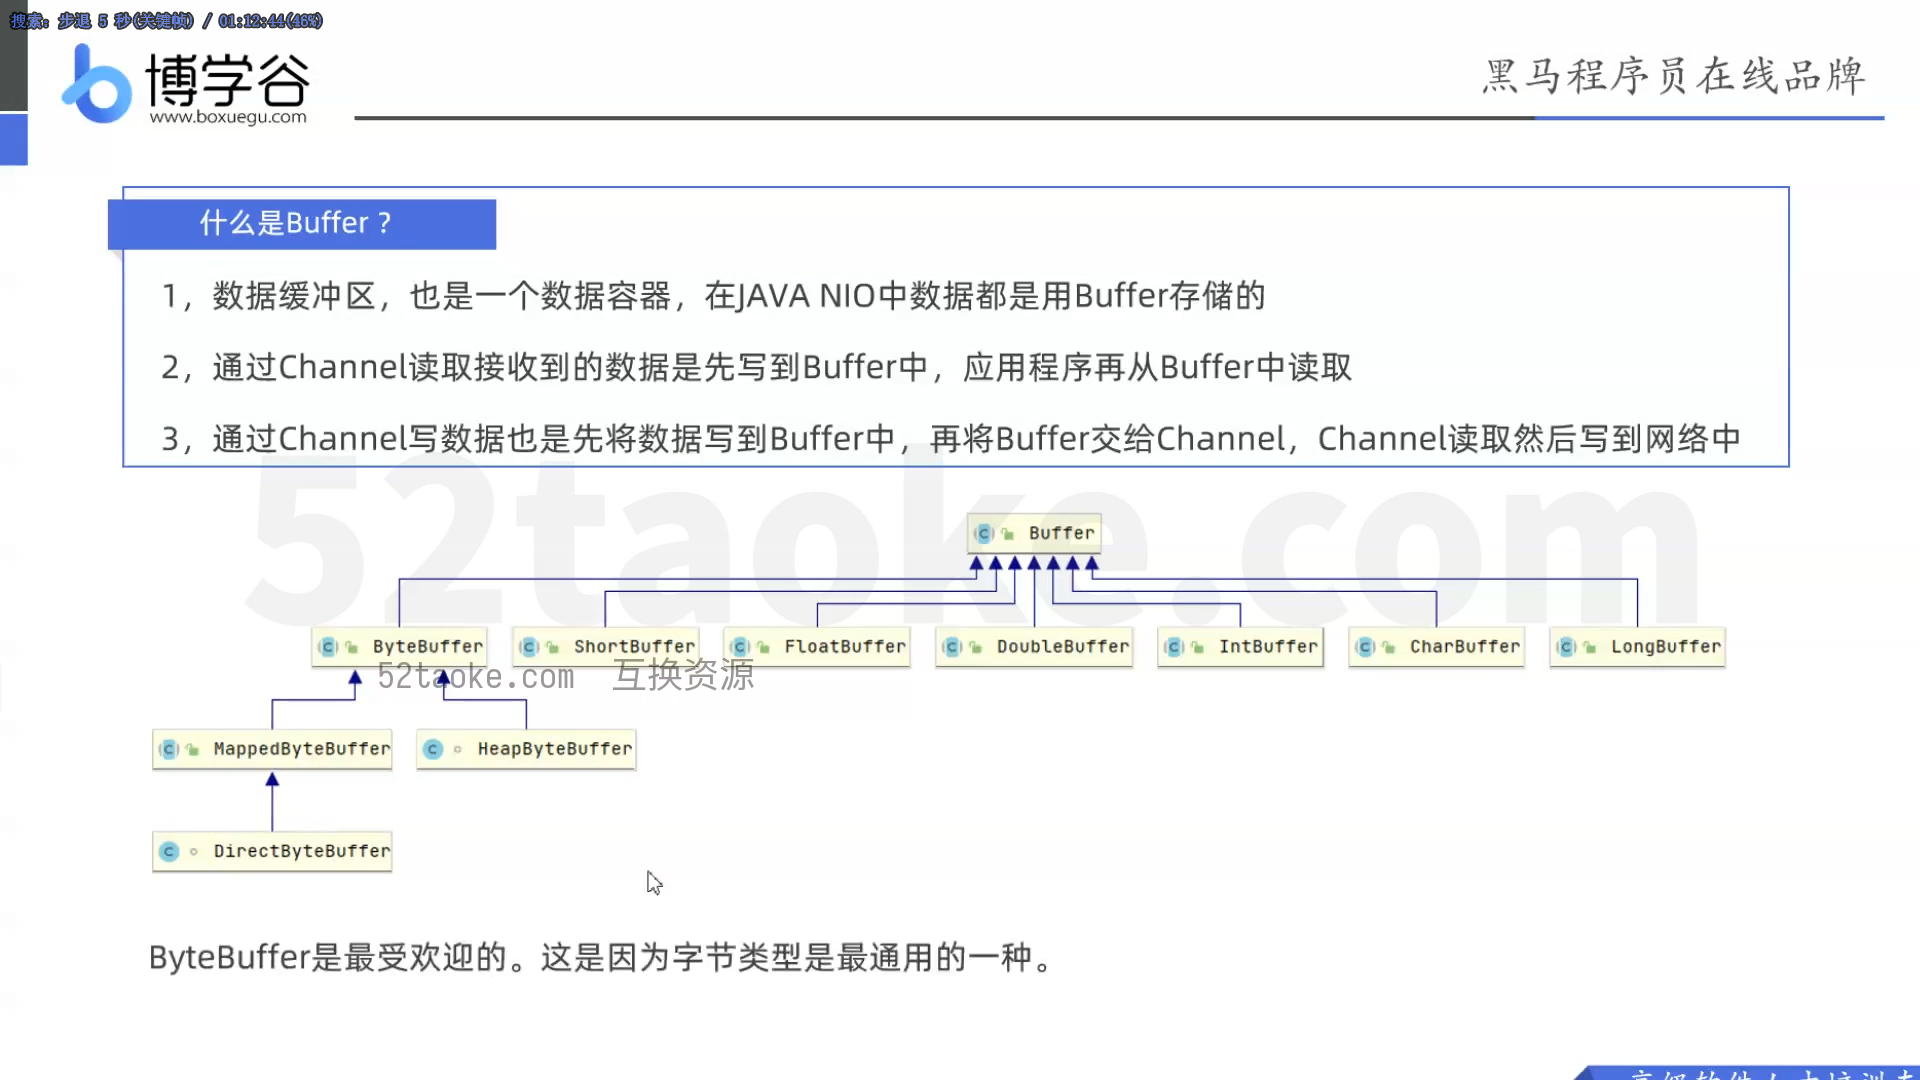 搜索: 步退 5 秒(关键帧) / 01:12:44(46%)
博学谷
www.boxuegu.com
黑马程序员在线品牌
什么是Buffer？
1，数据缓冲区，也是一个数据容器，在JAVA NIO中数据都是用Buffer存储的
2，通过Channel读取接收到的数据是先写到Buffer中，应用程序再从Buffer中读取
3，通过Channel写数据也是先将数据写到Buffer中，再将Buffer交给Channel，Channel读取然后写到网络中
52taoke.com
Buffer
ByteBuffer ShortBuffer FloatBuffer DoubleBuffer IntBuffer CharBuffer LongBuffer
52taoke.com 互换资源
MappedByteBuffer HeapByteBuffer
DirectByteBuffer
ByteBuffer是最受欢迎的。这是因为字节类型是最通用的一种。